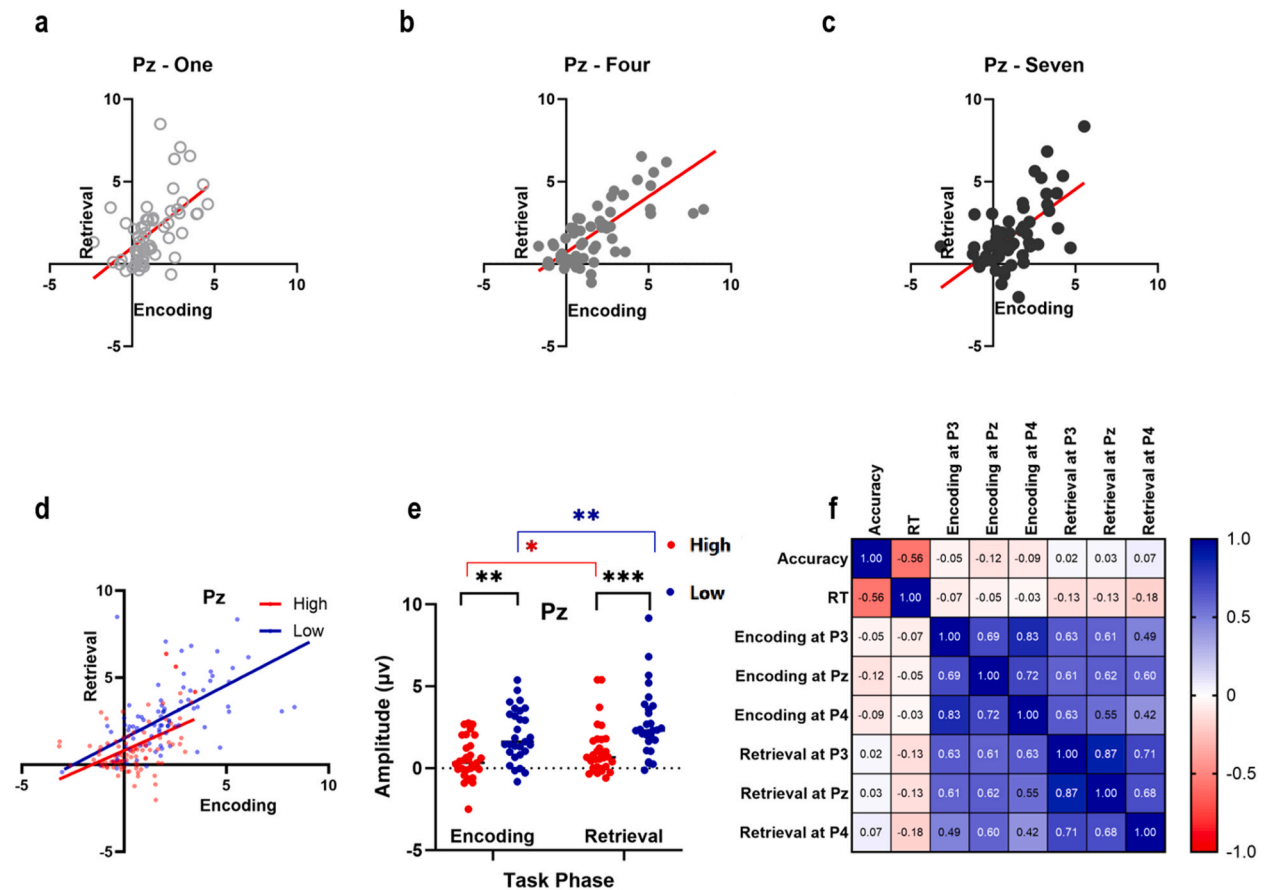 a
b
c
Pz - One
Pz - Four
Pz - Seven
10
5
-5
Retrieval
-5
5
10
Encoding
10
5
-5
Retrieval
-5
5
10
Encoding
10
5
-5
Retrieval
-5
5
10
Encoding
d
Pz
High
Low
10
5
-5
Retrieval
-5
5
10
Encoding
e
**
*
**
***
High
Low
Pz
10
5
0
-5
Amplitude (µv)
Encoding
Retrieval
Task Phase
f
Accuracy
RT
Encoding at P3
Encoding at Pz
Encoding at P4
Retrieval at P3
Retrieval at Pz
Retrieval at P4
Accuracy 1.00 -0.56 -0.05 -0.12 -0.09 0.02 0.03 0.07
RT -0.56 1.00 -0.07 -0.05 -0.03 -0.13 -0.13 -0.18
Encoding at P3 -0.05 -0.07 1.00 0.69 0.83 0.63 0.61 0.49
Encoding at Pz -0.12 -0.05 0.69 1.00 0.72 0.61 0.62 0.60
Encoding at P4 -0.09 -0.03 0.83 0.72 1.00 0.63 0.55 0.42
Retrieval at P3 0.02 -0.13 0.63 0.61 0.63 1.00 0.87 0.71
Retrieval at Pz 0.03 -0.13 0.61 0.62 0.55 0.87 1.00 0.68
Retrieval at P4 0.07 -0.18 0.49 0.60 0.42 0.71 0.68 1.00
1.0
0.5
0
-0.5
-1.0